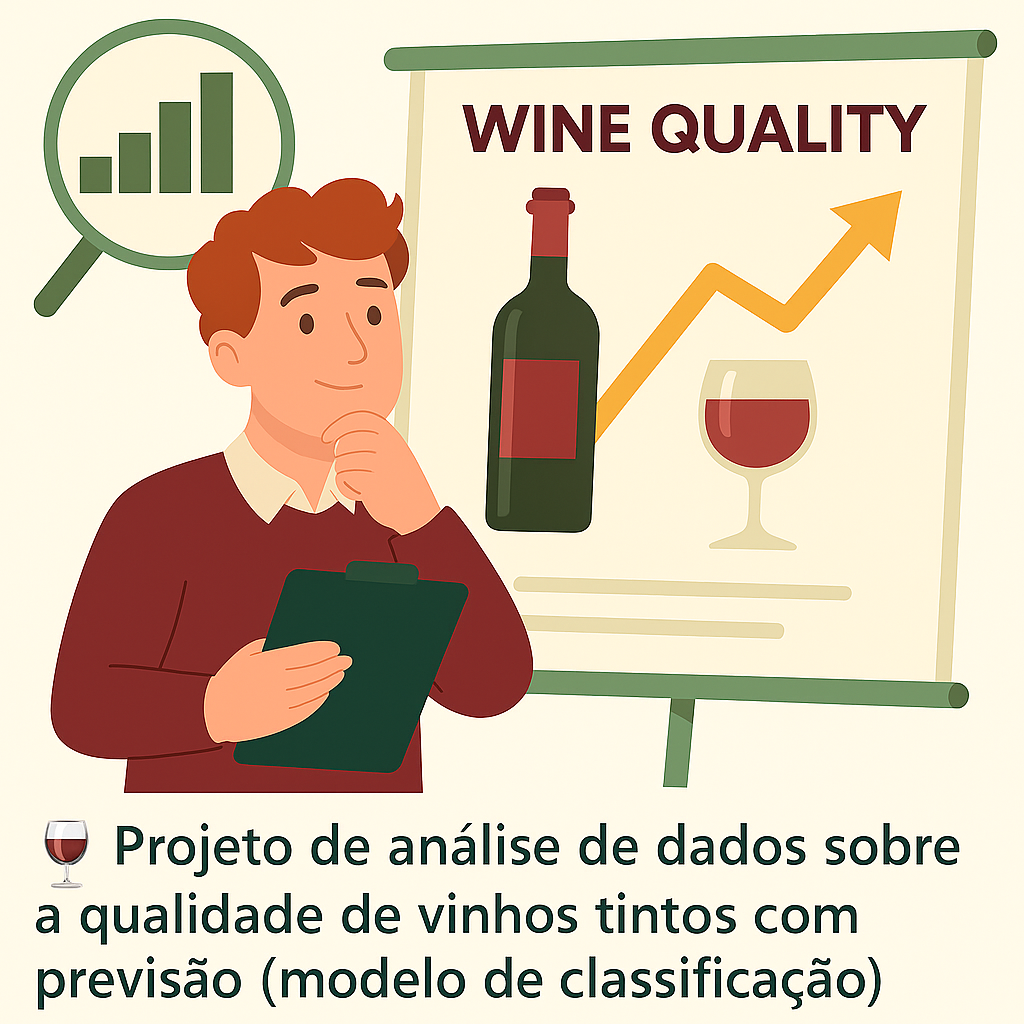 WINE QUALITY
🍷 Projeto de análise de dados sobre
a qualidade de vinhos tintos com
previsão (modelo de classificação)